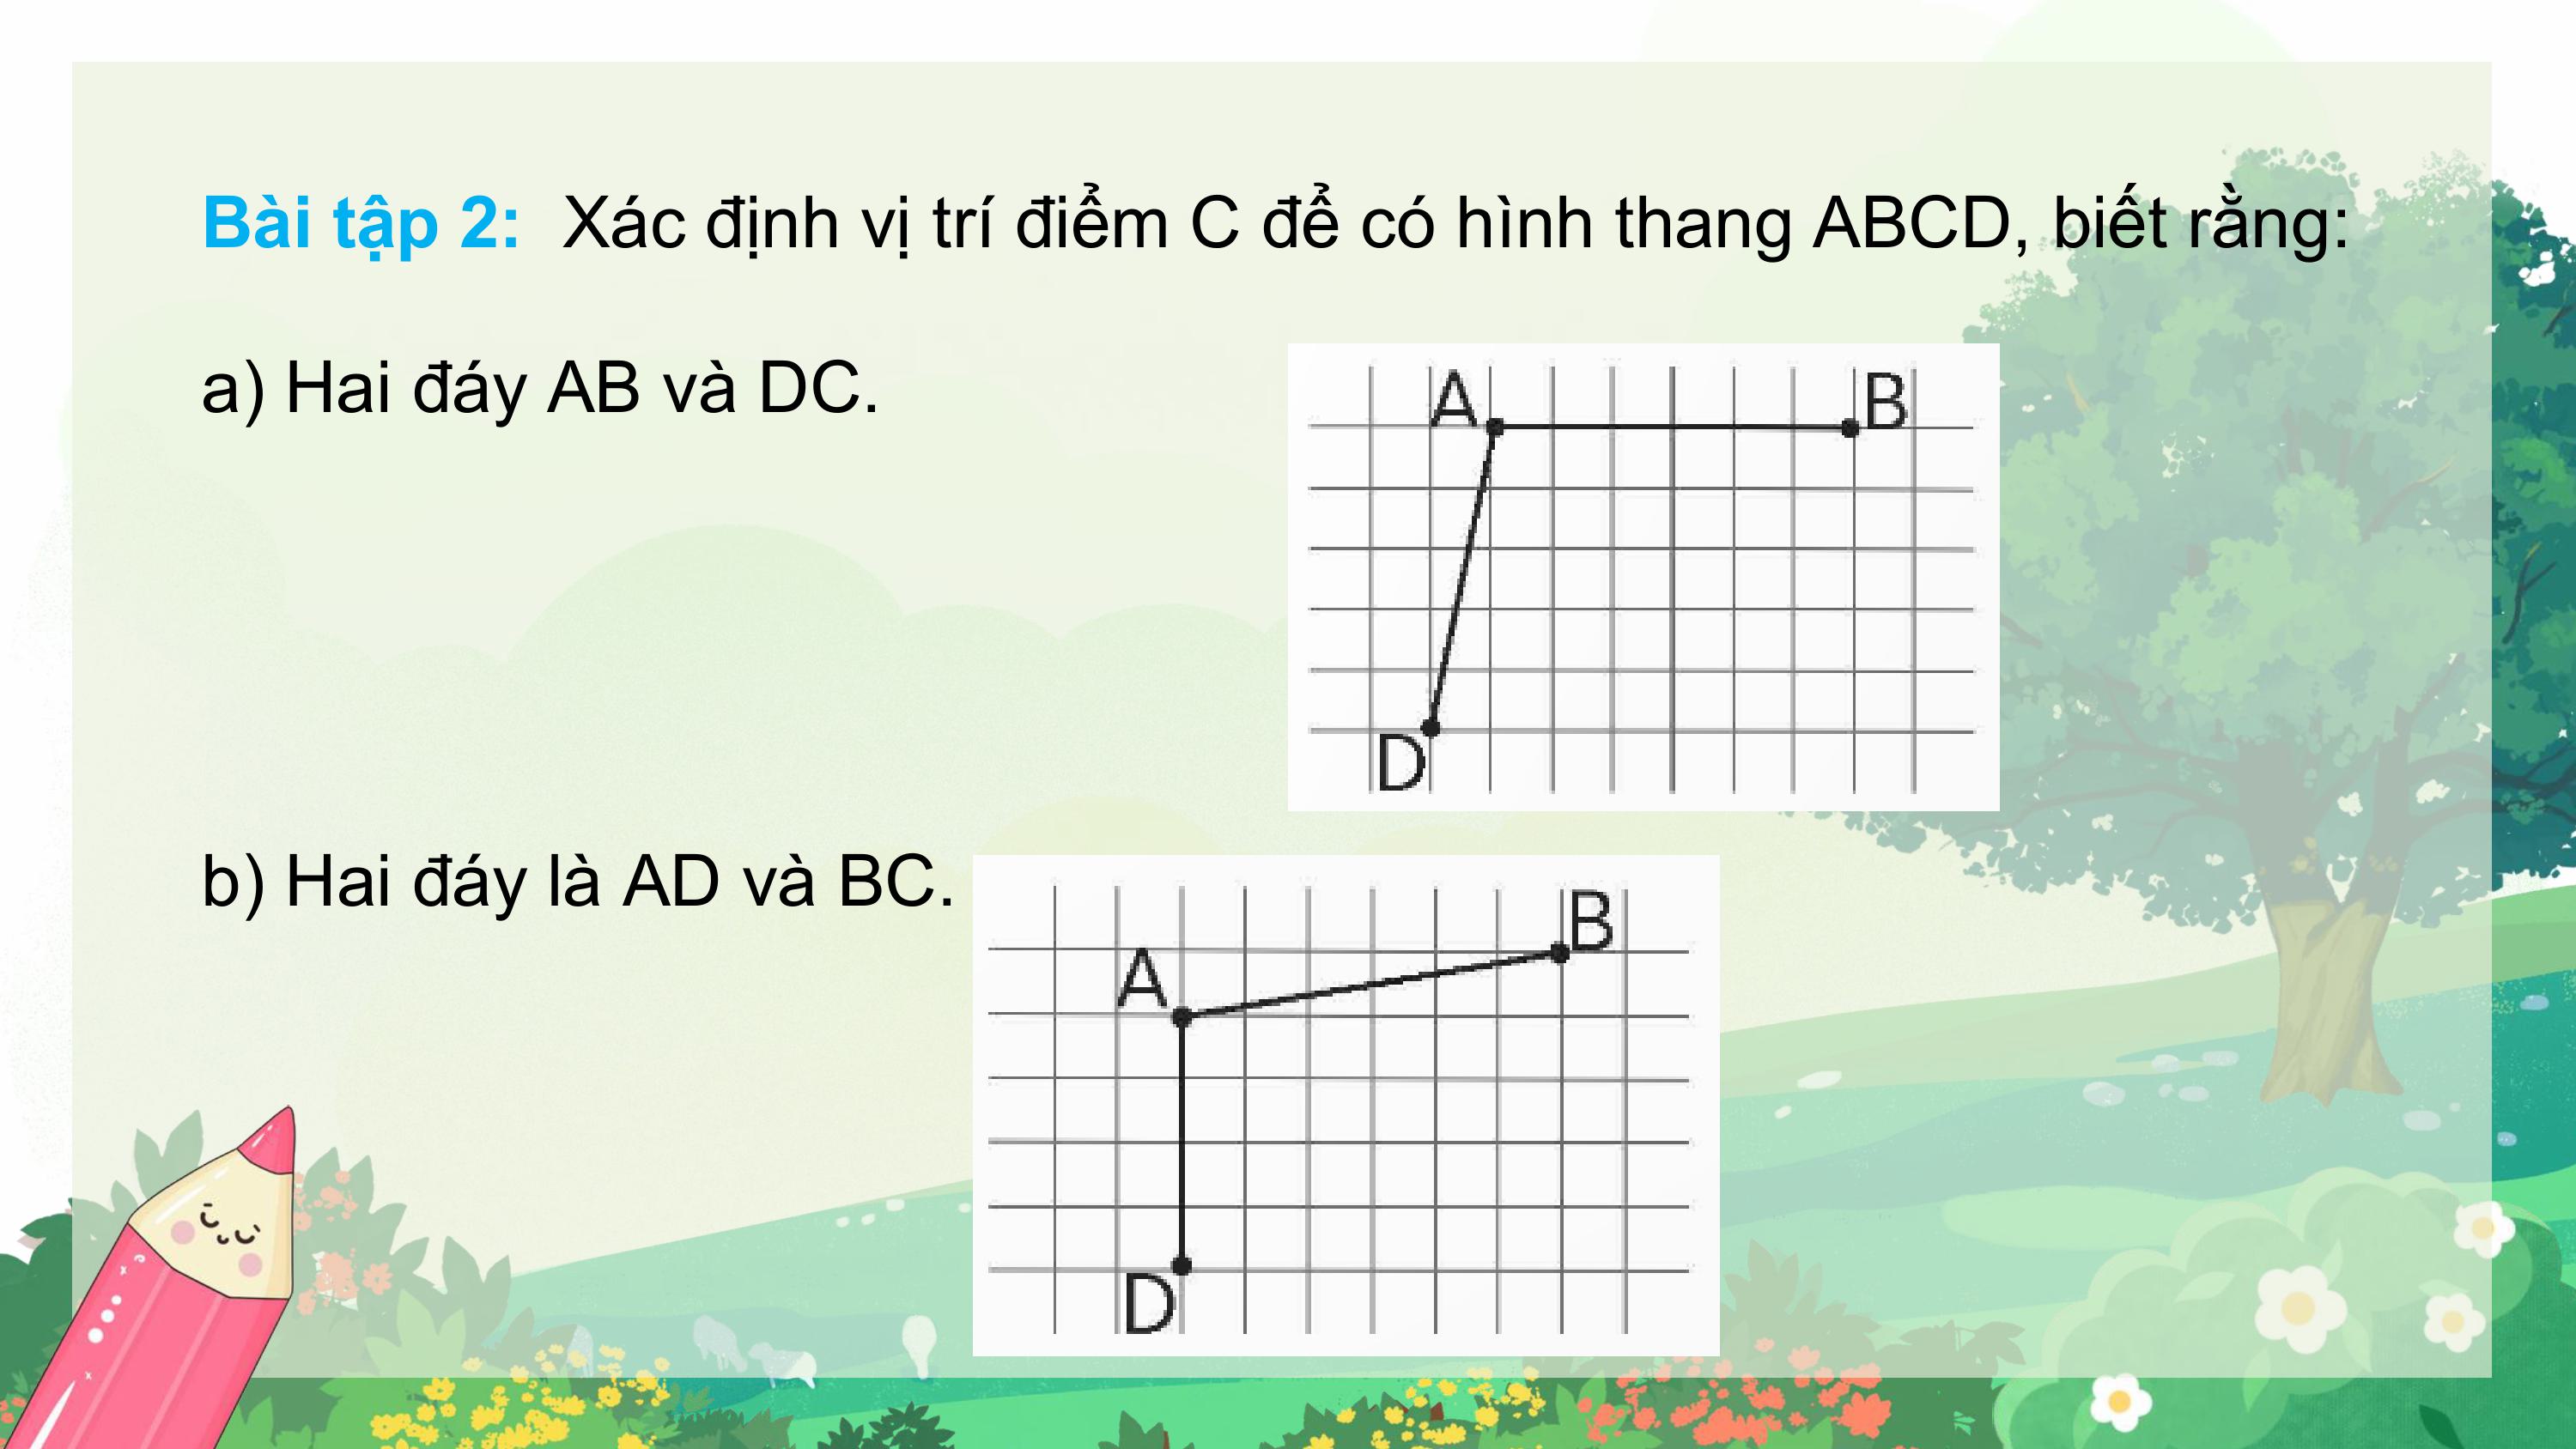 Bài tập 2: Xác định vị trí điểm C để có hình thang ABCD, biết rằng:
a) Hai đáy AB và DC.
A
B
D
b) Hai đáy là AD và BC.
B
A
D